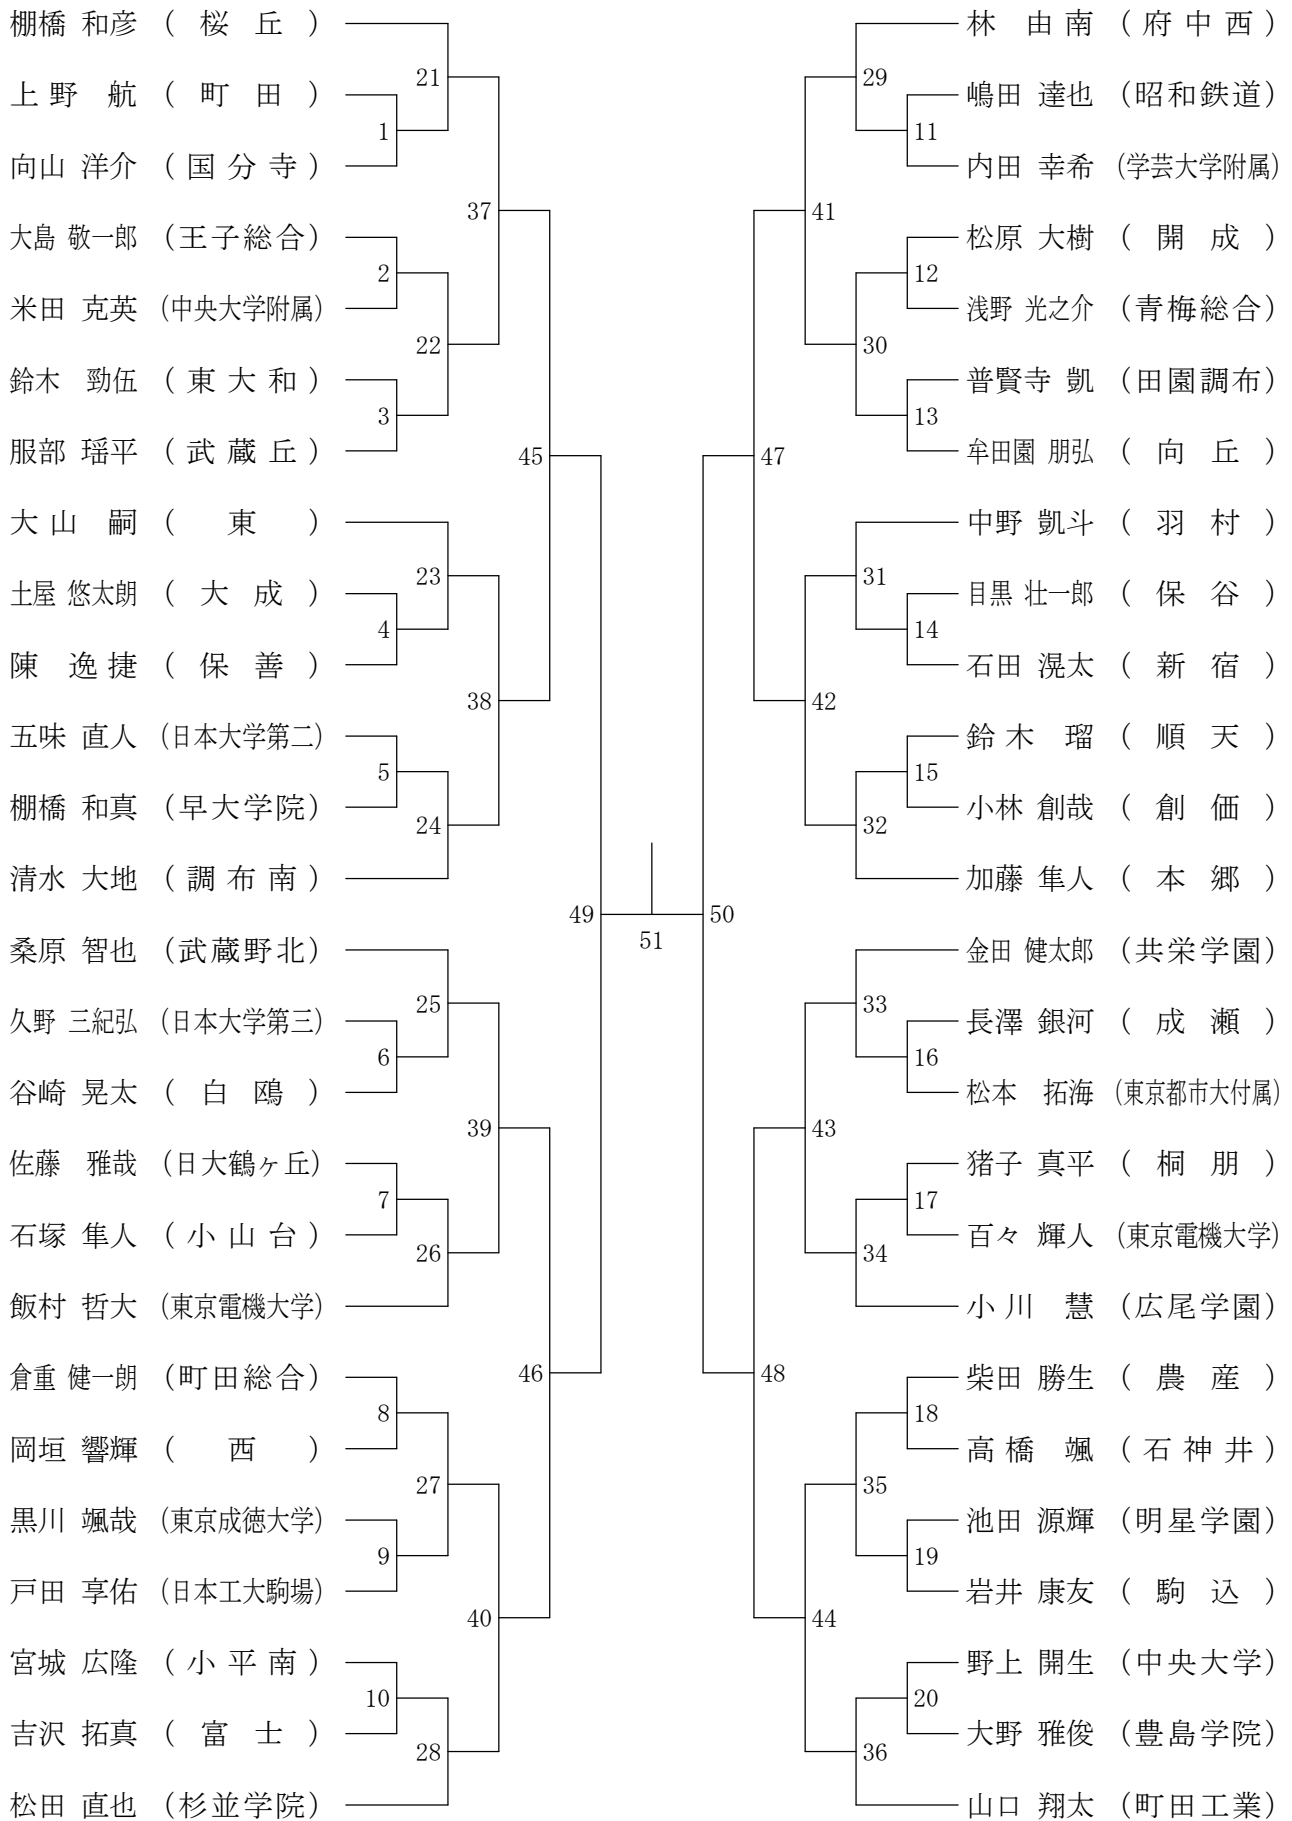 棚橋 和彦 (桜丘)
21
上野 航 (町田)
1
向山 洋介 (国分寺)
37
大島 敬一郎 (王子総合)
2
米田 克英 (中央大学附属)
22
鈴木 勁伍 (東大和)
3
服部 瑶平 (武蔵丘)
45
大山 嗣 (東)
23
土屋 悠太朗 (大成)
4
陳 逸捷 (保善)
38
五味 直人 (日本大学第二)
5
棚橋 和真 (早大学院)
24
清水 大地 (調布南)
49
桑原 智也 (武蔵野北)
25
久野 三紀弘 (日本大学第三)
6
谷崎 晃太 (白鴎)
39
佐藤 雅哉 (日大鶴ヶ丘)
7
石塚 隼人 (小山台)
26
飯村 哲大 (東京電機大学)
46
倉重 健一朗 (町田総合)
8
岡垣 響輝 (西)
27
黒川 颯哉 (東京成徳大学)
9
戸田 享佑 (日本工大駒場)
40
宮城 広隆 (小平南)
10
吉沢 拓真 (富士)
28
松田 直也 (杉並学院)
51
林 由南 (府中西)
29
嶋田 達也 (昭和鉄道)
11
内田 幸希 (学芸大学附属)
41
松原 大樹 (開成)
12
浅野 光之介 (青梅総合)
30
普賢寺 凱 (田園調布)
13
牟田園 朋弘 (向丘)
47
中野 凱斗 (羽村)
31
目黒 壮一郎 (保谷)
14
石田 滉太 (新宿)
42
鈴木 瑠 (順天)
15
小林 創哉 (創価)
32
加藤 隼人 (本郷)
50
金田 健太郎 (共栄学園)
33
長澤 銀河 (成瀬)
16
松本 拓海 (東京都市大付属)
43
猪子 真平 (桐朋)
17
百々 輝人 (東京電機大学)
34
小川 慧 (広尾学園)
48
柴田 勝生 (農産)
18
高橋 颯 (石神井)
35
池田 源輝 (明星学園)
19
岩井 康友 (駒込)
44
野上 開生 (中央大学)
20
大野 雅俊 (豊島学院)
36
山口 翔太 (町田工業)